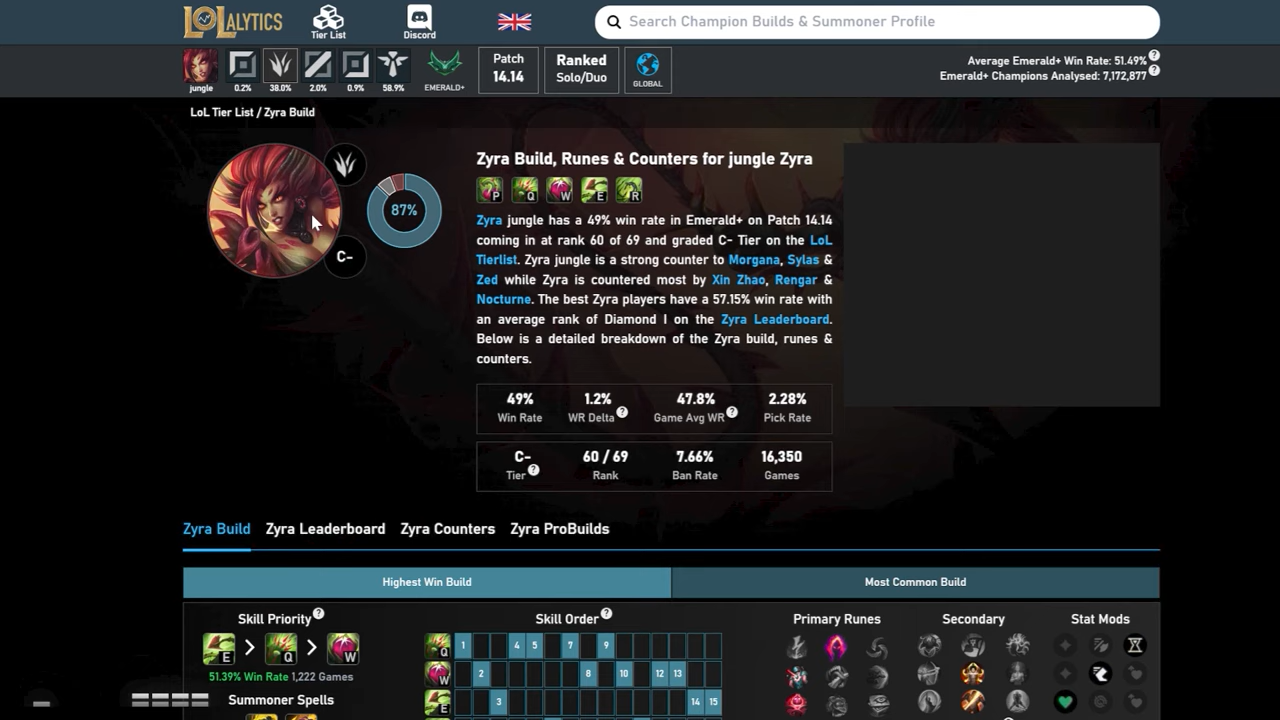 LOLALYTICS
Tier List
Discord
Search Champion Builds & Summoner Profile
jungle
0.2%
38.0%
2.0%
0.9%
58.9%
EMERALD+
Patch
14.14
Ranked
Solo/Duo
GLOBAL
Average Emerald+ Win Rate: 51.49% ?
Emerald+ Champions Analysed: 7,172,877 ?
LoL Tier List / Zyra Build
87%
C-
Zyra Build, Runes & Counters for jungle Zyra
P Q W E R
Zyra jungle has a 49% win rate in Emerald+ on Patch 14.14
coming in at rank 60 of 69 and graded C- Tier on the LoL
Tierlist. Zyra jungle is a strong counter to Morgana, Sylas &
Zed while Zyra is countered most by Xin Zhao, Rengar &
Nocturne. The best Zyra players have a 57.15% win rate with
an average rank of Diamond I on the Zyra Leaderboard.
Below is a detailed breakdown of the Zyra build, runes &
counters.
49% 1.2% 47.8% 2.28%
Win Rate WR Delta ? Game Avg WR ? Pick Rate
C- 60 / 69 7.66% 16,350
Tier ? Rank Ban Rate Games
Zyra Build Zyra Leaderboard Zyra Counters Zyra ProBuilds
Highest Win Build Most Common Build
Skill Priority ? Skill Order ? Primary Runes Secondary Stat Mods
E > Q > W
51.39% Win Rate 1,222 Games
Summoner Spells
Q 1 4 5 7 9
W 2 8 10 12 13
E 3 14 15